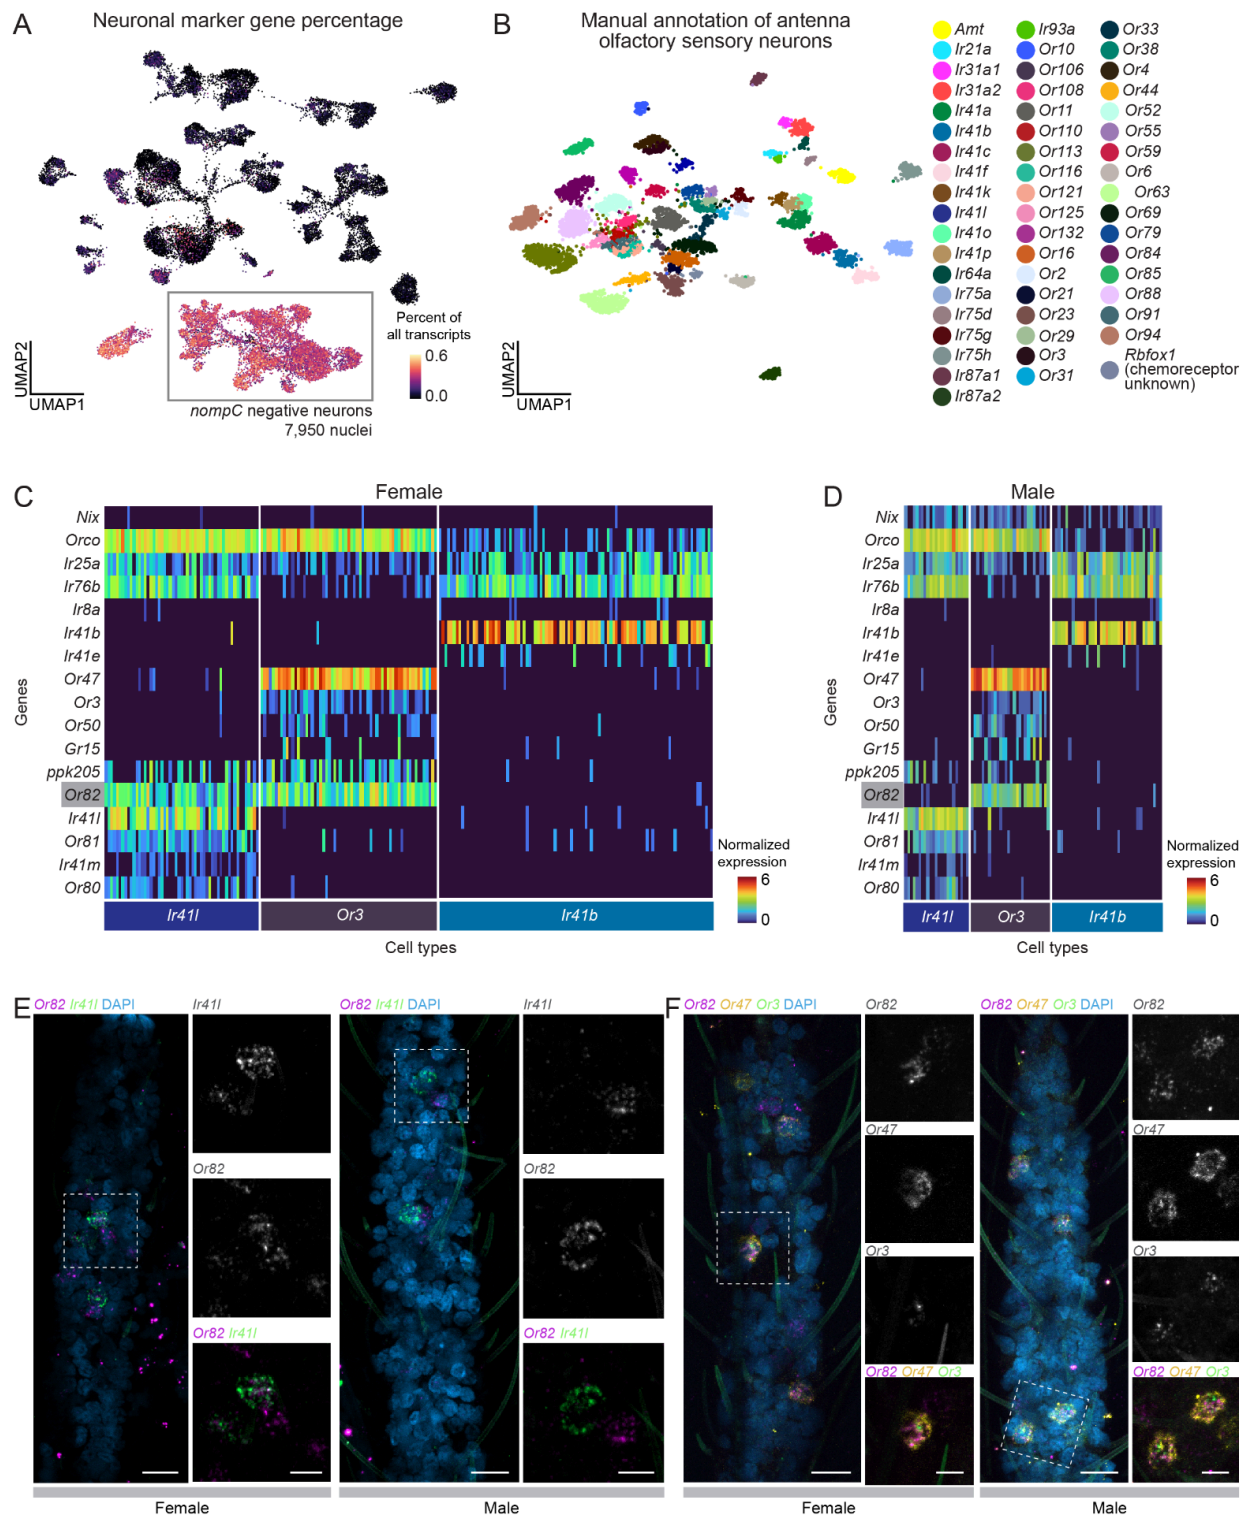 A
Neuronal marker gene percentage
Percent of
all transcripts
0.6
0.0
UMAP2
UMAP1
nompC negative neurons
7,950 nuclei
B
Manual annotation of antenna
olfactory sensory neurons
UMAP2
UMAP1
Amt
Ir21a
Ir31a1
Ir31a2
Ir41a
Ir41b
Ir41c
Ir41f
Ir41k
Ir41l
Ir41o
Ir41p
Ir64a
Ir75a
Ir75d
Ir75g
Ir75h
Ir87a1
Ir87a2
Ir93a
Or10
Or106
Or108
Or11
Or110
Or113
Or116
Or121
Or125
Or132
Or16
Or2
Or21
Or23
Or29
Or3
Or31
Or33
Or38
Or4
Or44
Or52
Or55
Or59
Or6
Or63
Or69
Or79
Or84
Or85
Or88
Or91
Or94
Rbfox1
(chemoreceptor
unknown)
C
Female
Genes
Nix
Orco
Ir25a
Ir76b
Ir8a
Ir41b
Ir41e
Or47
Or3
Or50
Gr15
ppk205
Or82
Ir41l
Or81
Ir41m
Or80
Ir41l
Or3
Ir41b
Cell types
Normalized
expression
6
0
D
Male
Genes
Nix
Orco
Ir25a
Ir76b
Ir8a
Ir41b
Ir41e
Or47
Or3
Or50
Gr15
ppk205
Or82
Ir41l
Or81
Ir41m
Or80
Ir41l
Or3
Ir41b
Cell types
Normalized
expression
6
0
E
Or82 Ir41l DAPI
Ir41l
Or82
Or82 Ir41l
Female
Or82 Ir41l DAPI
Ir41l
Or82
Or82 Ir41l
Male
F
Or82 Or47 Or3 DAPI
Or82
Or47
Or3
Or82 Or47 Or3
Female
Or82 Or47 Or3 DAPI
Or82
Or47
Or3
Or82 Or47 Or3
Male